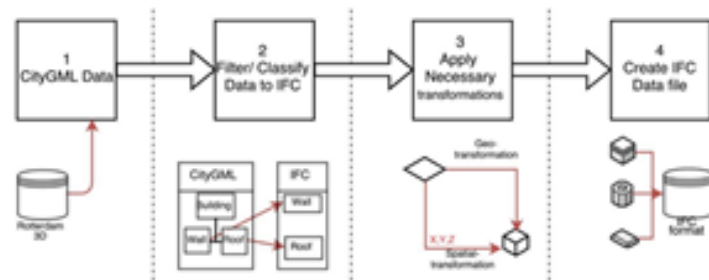 1
CityGML Data
2
Filter/ Classify
Data to IFC
3
Apply
Necessary
transformations
4
Create IFC
Data file
Rotterdam
3D
CityGML
IFC
Building
Wall
Roof
Wall
Roof
Geo-
transformation
X,Y,Z
Spatial-
transformation
IFC
format